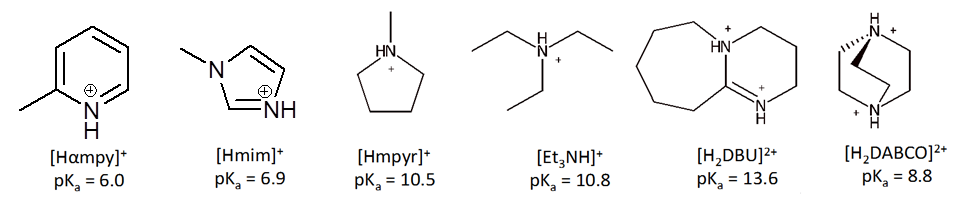 N
H
[Hαmpy]⁺
pKₐ = 6.0
N
NH
[Hmim]⁺
pKₐ = 6.9
HN
+
[Hmpyr]⁺
pKₐ = 10.5
H
N
+
[Et₃NH]⁺
pKₐ = 10.8
HN
+
+
N
H
[H₂DBU]²⁺
pKₐ = 13.6
H
N
+
+
N
H
[H₂DABCO]²⁺
pKₐ = 8.8